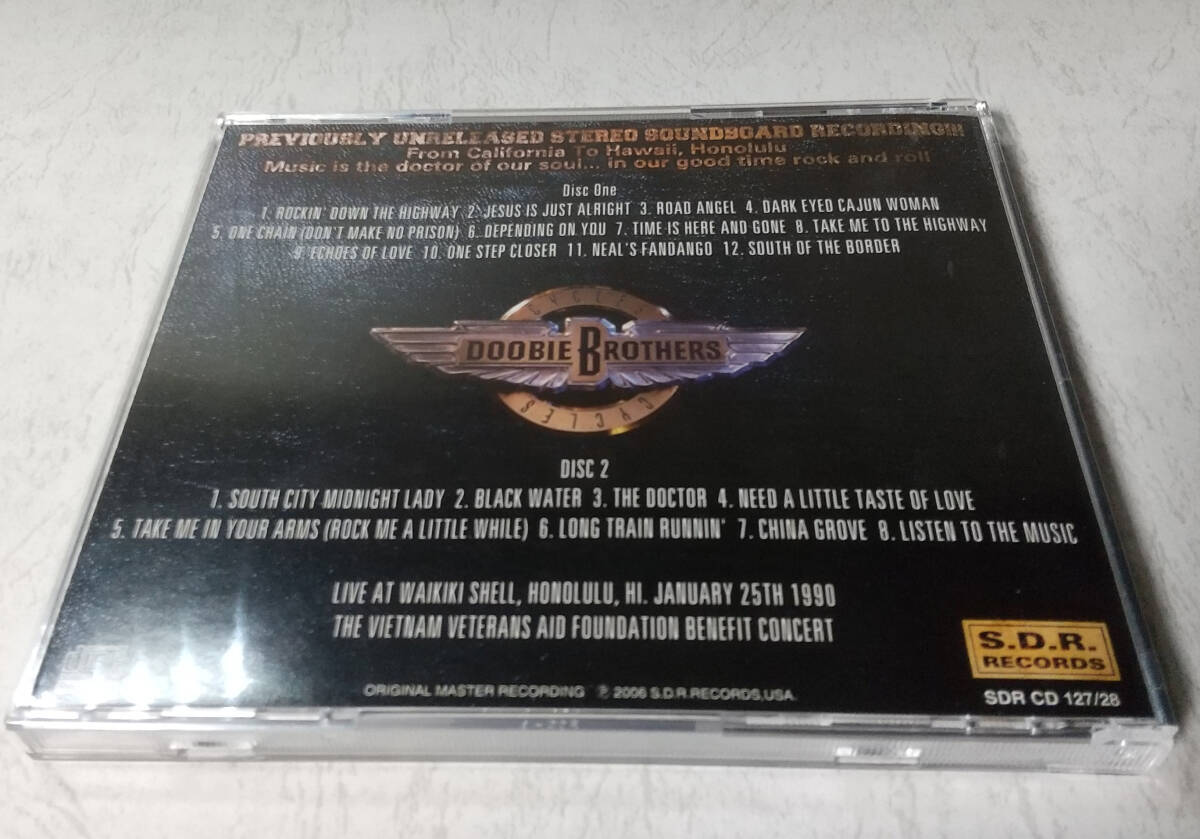 PREVIOUSLY UNRELEASED STEREO SOUNDBOARD RECORDING!!!
From California To Hawaii, Honolulu
Music is the doctor of our soul... in our good time rock and roll
Disc One
1. ROCKIN' DOWN THE HIGHWAY 2. JESUS IS JUST ALRIGHT 3. ROAD ANGEL 4. DARK EYED CAJUN WOMAN
5. ONE CHAIN (DON'T MAKE NO PRISON) 6. DEPENDING ON YOU 7. TIME IS HERE AND GONE 8. TAKE ME TO THE HIGHWAY
9. ECHOES OF LOVE 10. ONE STEP CLOSER 11. NEAL'S FANDANGO 12. SOUTH OF THE BORDER
CYCLES
DOOBIE BROTHERS
CYCLES
DISC 2
1. SOUTH CITY MIDNIGHT LADY 2. BLACK WATER 3. THE DOCTOR 4. NEED A LITTLE TASTE OF LOVE
5. TAKE ME IN YOUR ARMS (ROCK ME A LITTLE WHILE) 6. LONG TRAIN RUNNIN' 7. CHINA GROVE 8. LISTEN TO THE MUSIC
LIVE AT WAIKIKI SHELL, HONOLULU, HI. JANUARY 25TH 1990
THE VIETNAM VETERANS AID FOUNDATION BENEFIT CONCERT
S.D.R.
RECORDS
ORIGINAL MASTER RECORDING ℗ 2006 S.D.R.RECORDS,USA.
SDR CD 127/28